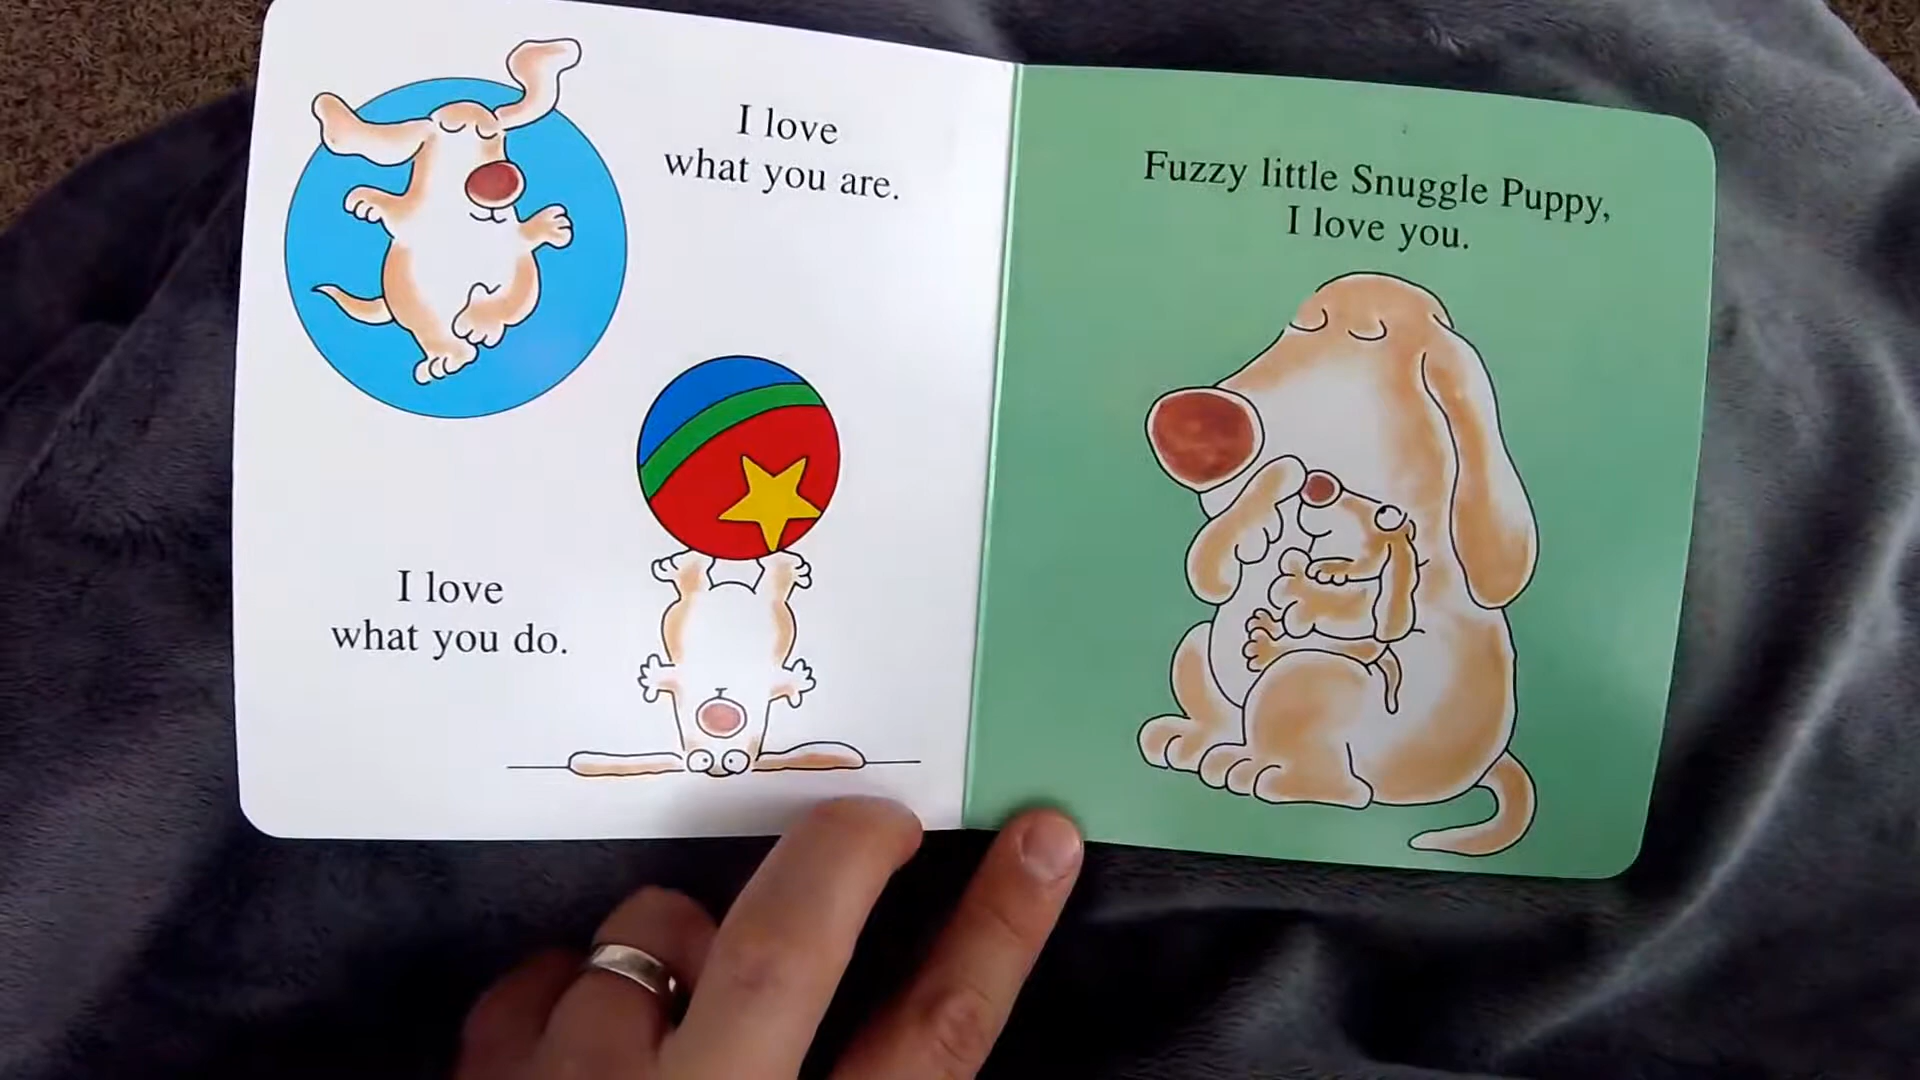 I love
what you are.
I love
what you do.
Fuzzy little Snuggle Puppy,
I love you.